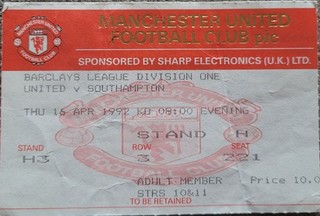 MANCHESTER UNITED
FOOTBALL CLUB plc
SPONSORED BY SHARP ELECTRONICS (U.K.) LTD.
BARCLAYS LEAGUE DIVISION ONE
UNITED v SOUTHAMPTON
THU 16 APR 1992 KO 08:00 EVENING
STAND H
STAND ROW SEAT
H3 3 221
ADULT-MEMBER Price 10.0
STRS 10&11
TO BE RETAINED